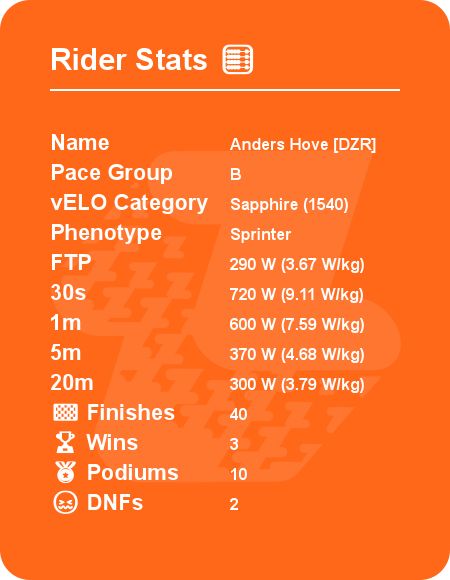 Rider Stats
Name Anders Hove [DZR]
Pace Group B
vELO Category Sapphire (1540)
Phenotype Sprinter
FTP 290 W (3.67 W/kg)
30s 720 W (9.11 W/kg)
1m 600 W (7.59 W/kg)
5m 370 W (4.68 W/kg)
20m 300 W (3.79 W/kg)
Finishes 40
Wins 3
Podiums 10
DNFs 2